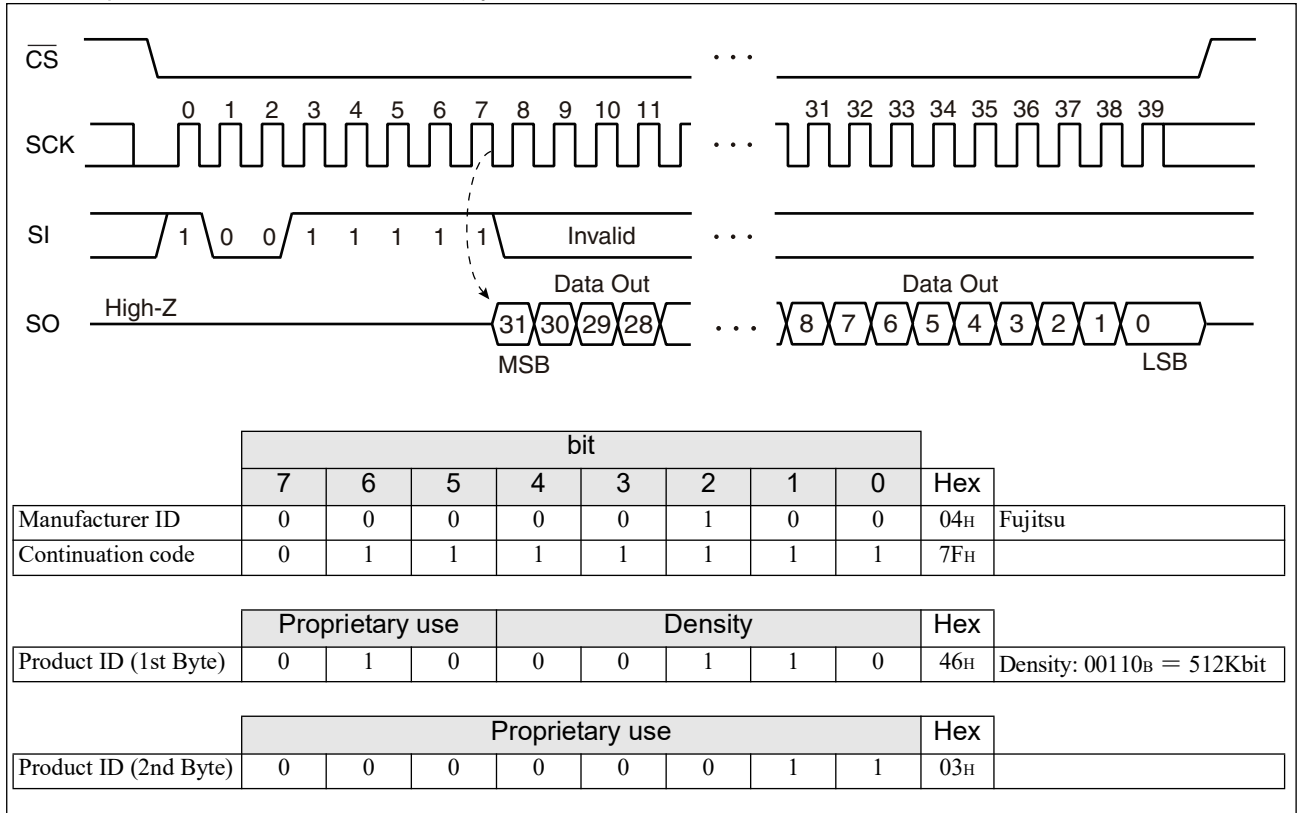 CS
• • •
0 1 2 3 4 5 6 7 8 9 10 11 31 32 33 34 35 36 37 38 39
SCK • • •
SI 1 0 0 1 1 1 1 1 Invalid • • •
Data Out Data Out
High-Z
SO 31 30 29 28 • • • 8 7 6 5 4 3 2 1 0
MSB LSB
bit
7 6 5 4 3 2 1 0 Hex
Manufacturer ID 0 0 0 0 0 1 0 0 04H Fujitsu
Continuation code 0 1 1 1 1 1 1 1 7FH
Proprietary use Density Hex
Product ID (1st Byte) 0 1 0 0 0 1 1 0 46H Density: 00110B = 512Kbit
Proprietary use Hex
Product ID (2nd Byte) 0 0 0 0 0 0 1 1 03H